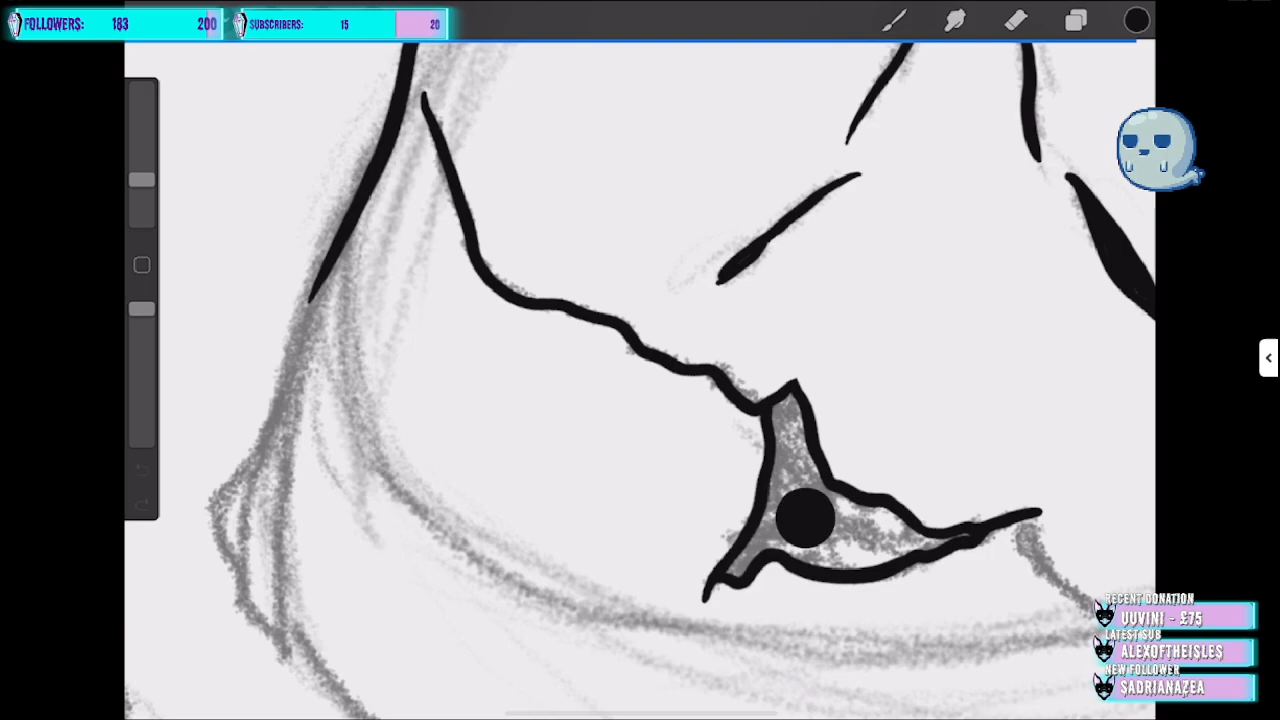 FOLLOWERS: 183 200
SUBSCRIBERS: 15 20
RECENT DONATION
UUVINI - £75
LATEST SUB
ALEXOFTHEISLES
NEW FOLLOWER
SADRIANAZEA